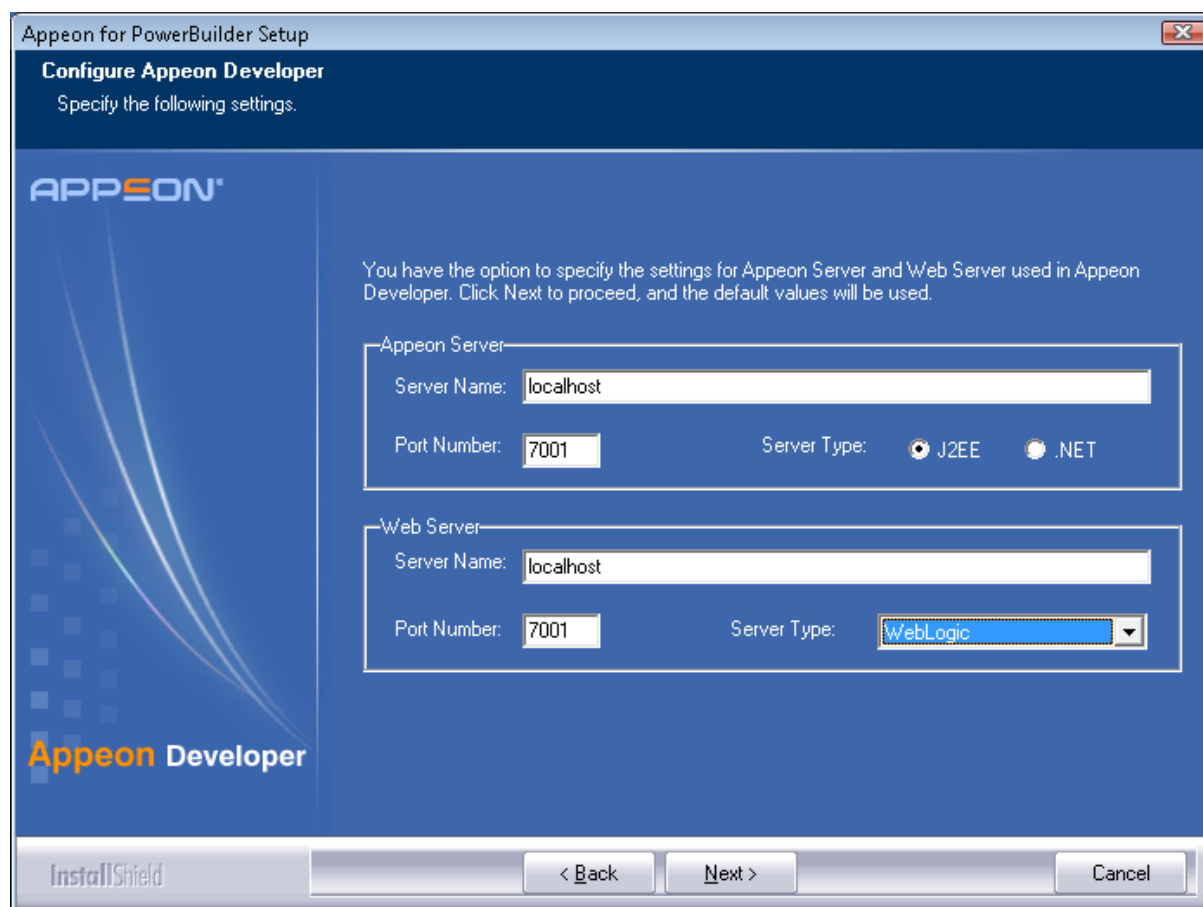 Appeon for PowerBuilder Setup
Configure Appeon Developer
Specify the following settings.
APPEON
You have the option to specify the settings for Appeon Server and Web Server used in Appeon
Developer. Click Next to proceed, and the default values will be used.
Appeon Server
Server Name: localhost
Port Number: 7001 Server Type: J2EE .NET
Web Server
Server Name: localhost
Port Number: 7001 Server Type: WebLogic
Appeon Developer
InstallShield < Back Next > Cancel